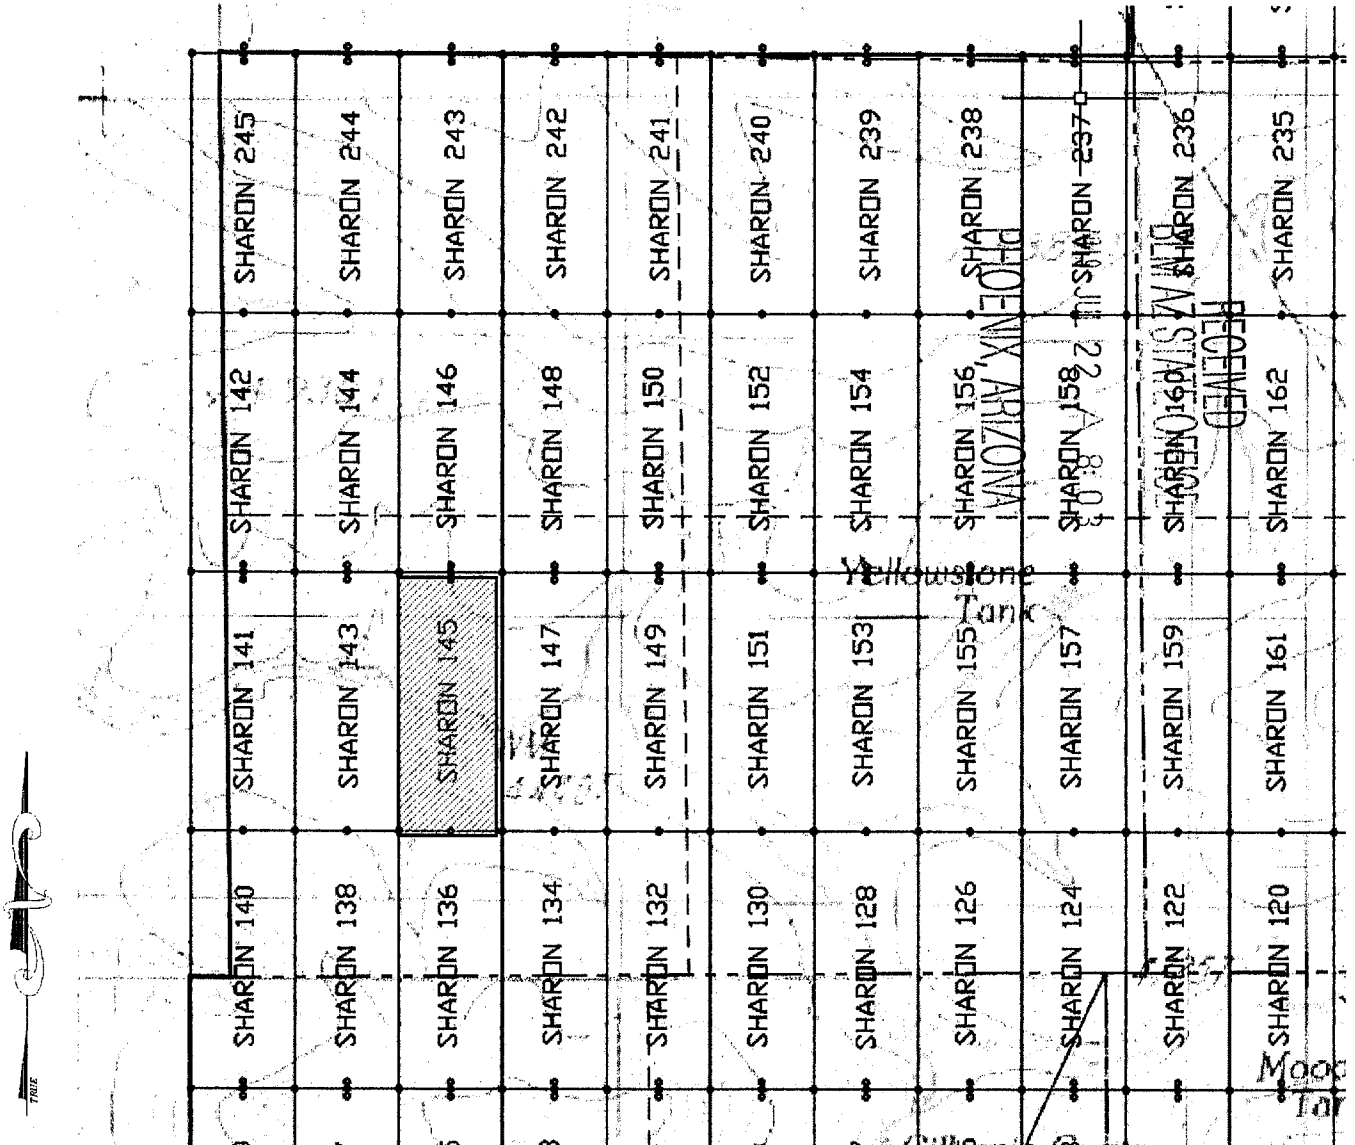 SHARON 245
SHARON 244
SHARON 243
SHARON 242
SHARON 241
SHARON 240
SHARON 239
SHARON 238
SHARON 237
SHARON 236
SHARON 235
SHARON 142
SHARON 144
SHARON 146
SHARON 148
SHARON 150
SHARON 152
SHARON 154
SHARON 156
SHARON 158
SHARON 160
SHARON 162
RECEIVED
BLM AZ STATE OFFICE
JUL 22 A 8:03
PHOENIX, ARIZONA
Yellowstone
Tank
SHARON 141
SHARON 143
SHARON 145
SHARON 147
SHARON 149
SHARON 151
SHARON 153
SHARON 155
SHARON 157
SHARON 159
SHARON 161
SHARON 140
SHARON 138
SHARON 136
SHARON 134
SHARON 132
SHARON 130
SHARON 128
SHARON 126
SHARON 124
SHARON 122
SHARON 120
TRUE